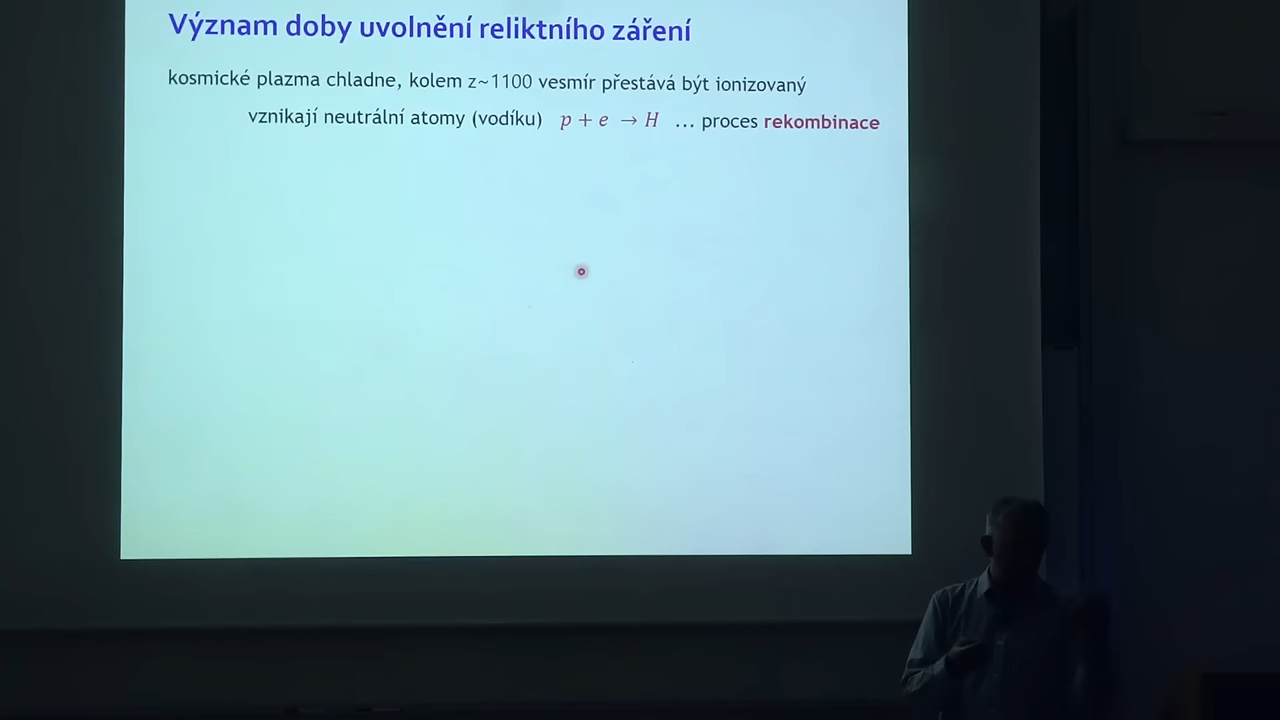 Význam doby uvolnění reliktního záření
kosmické plazma chladne, kolem z~1100 vesmír přestává být ionizovaný
vznikají neutrální atomy (vodíku) p + e → H ... proces rekombinace